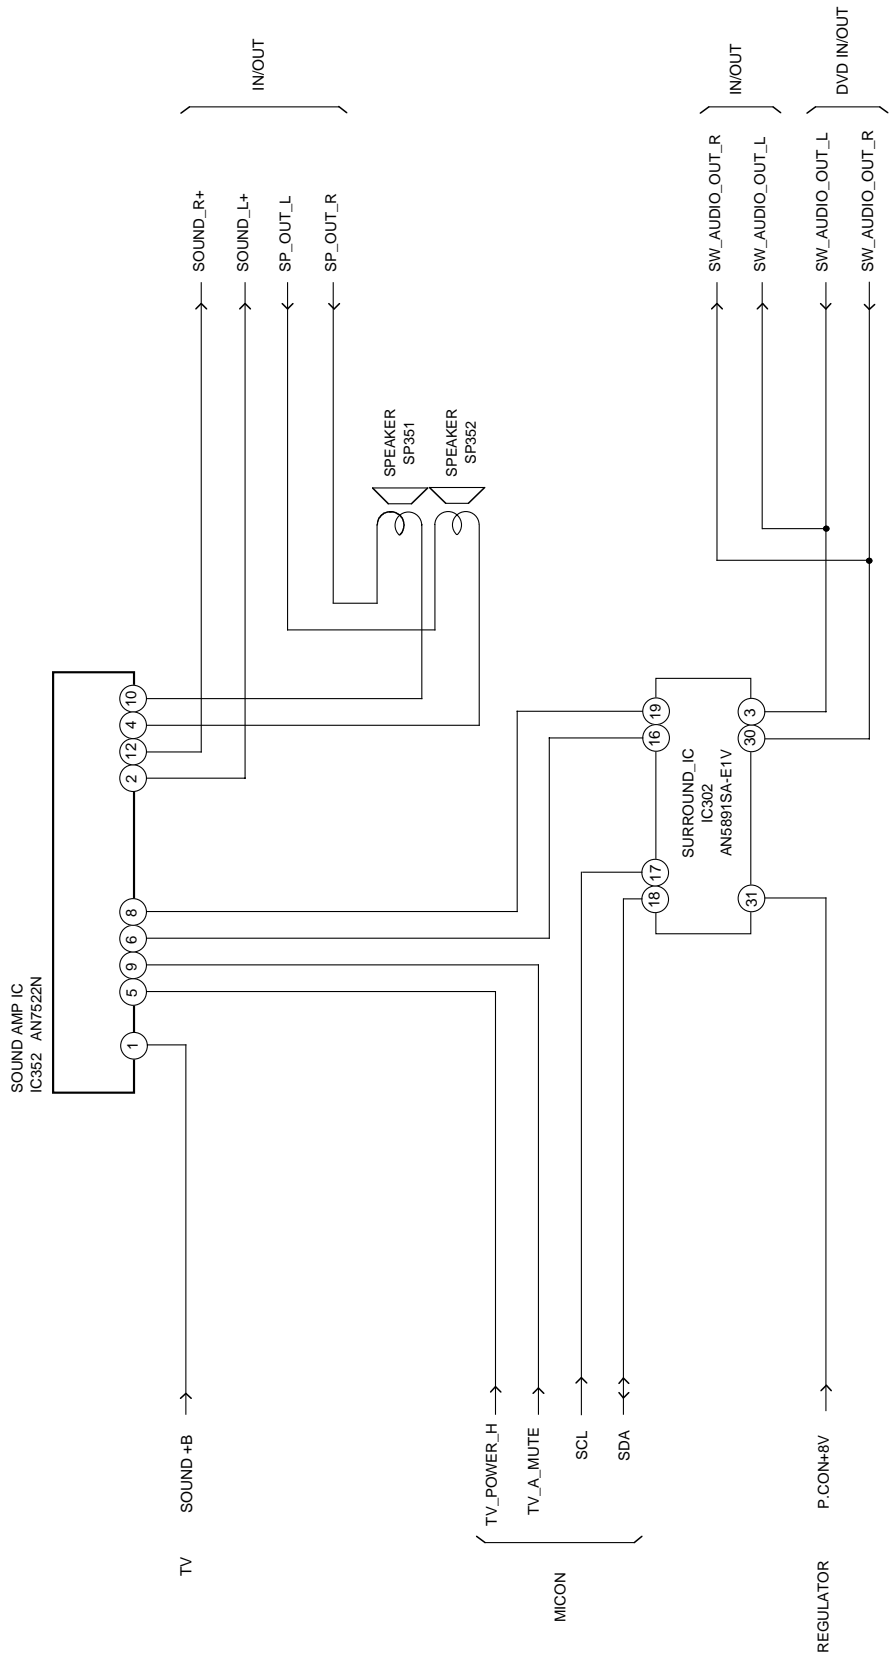 SOUND AMP IC
IC352 AN7522N
1
5
9
6
8
2
12
4
10
TV
SOUND +B
SOUND_R+
SOUND_L+
SP_OUT_L
SP_OUT_R
IN/OUT
SPEAKER
SP351
SPEAKER
SP352
MICON
TV_POWER_H
TV_A_MUTE
SCL
SDA
18
17
16
19
SURROUND_IC
IC302
AN5891SA-E1V
31
30
3
SW_AUDIO_OUT_R
SW_AUDIO_OUT_L
IN/OUT
SW_AUDIO_OUT_L
SW_AUDIO_OUT_R
DVD IN/OUT
REGULATOR
P.CON+8V